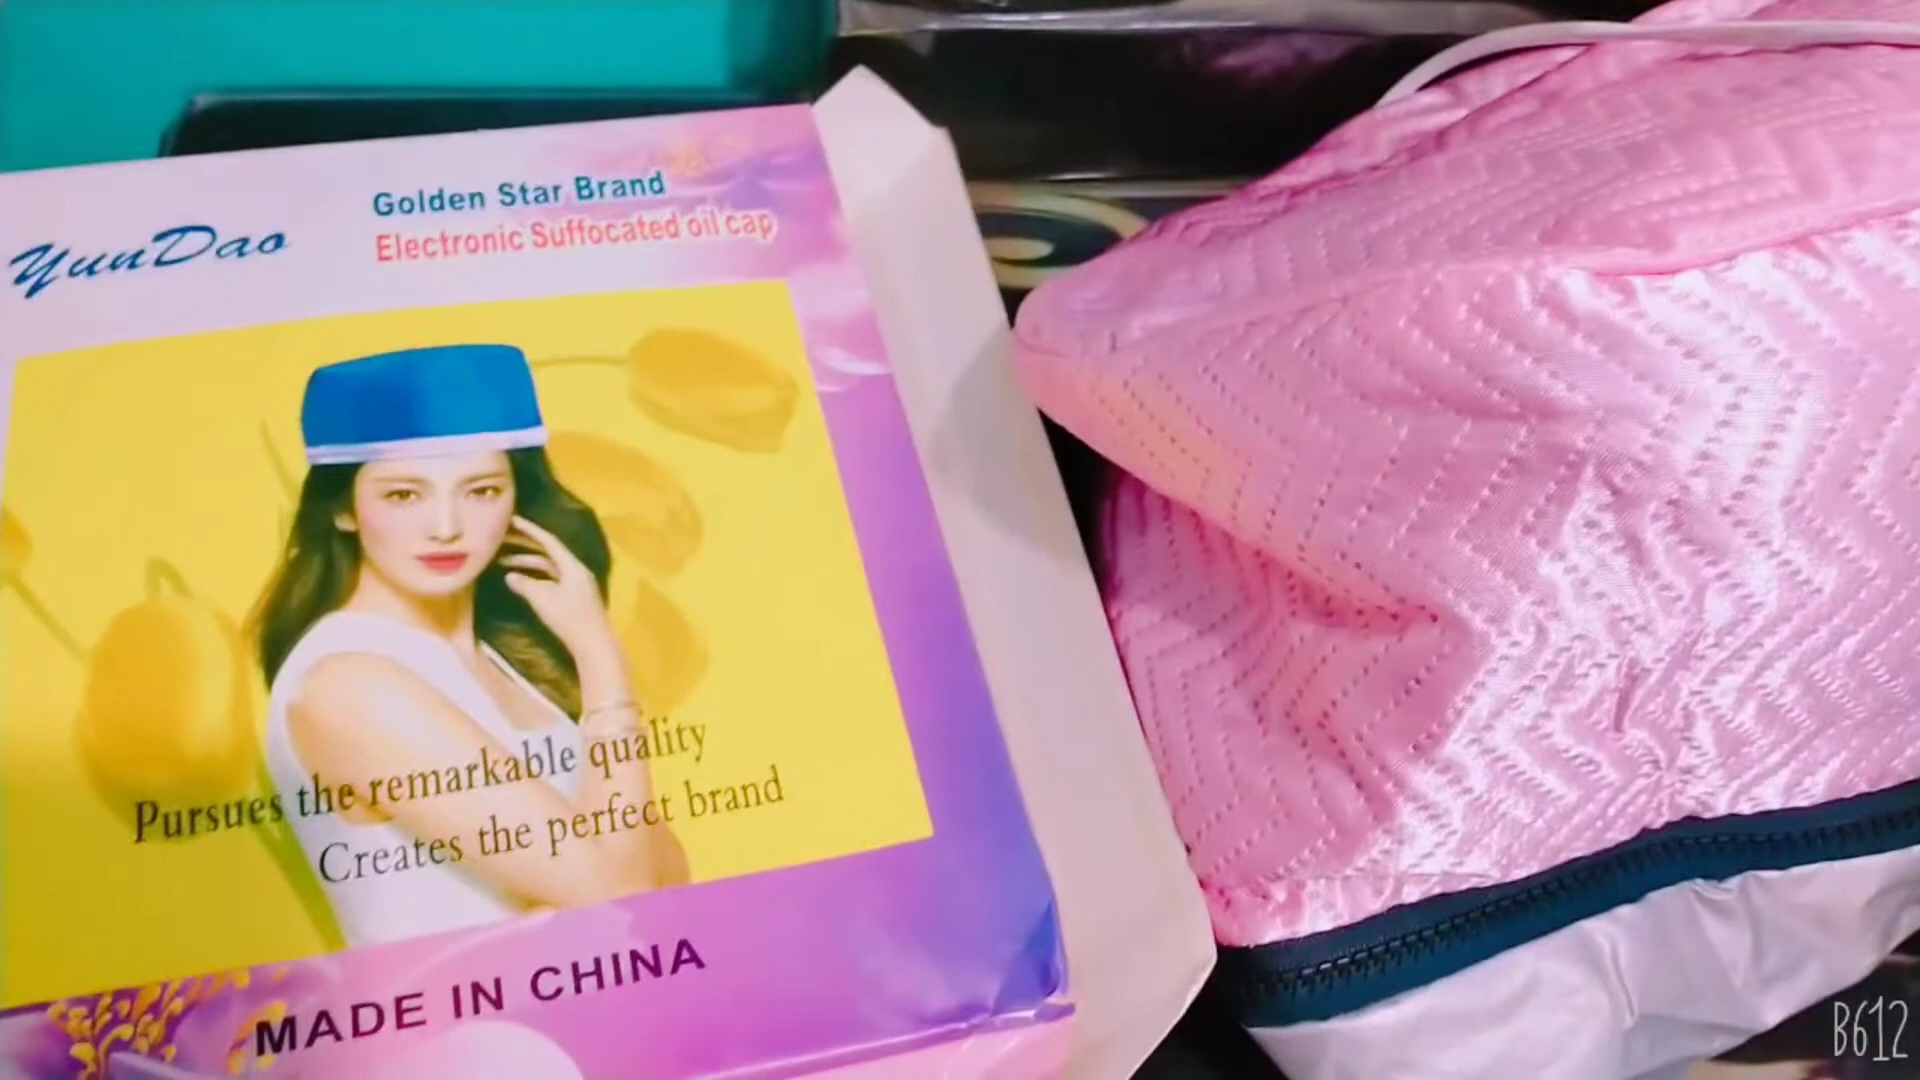 YunDao
Golden Star Brand
Electronic Suffocated oil cap
Pursues the remarkable quality
Creates the perfect brand
MADE IN CHINA
B612